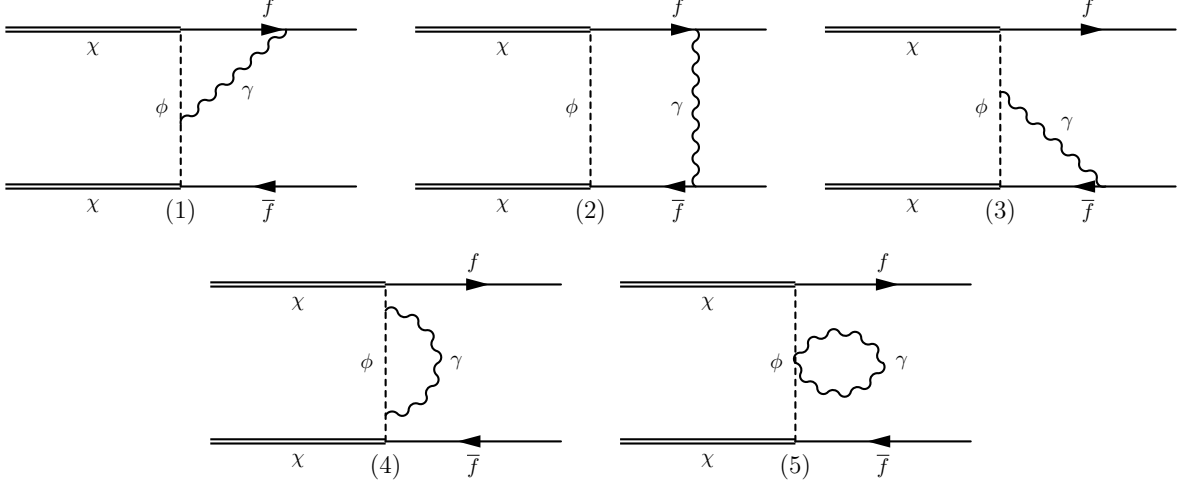 f f f
χ χ χ
ϕ γ ϕ γ ϕ γ
χ (1) f̅ χ (2) f̅ χ (3) f̅
f f
χ χ
ϕ γ ϕ γ
χ (4) f̅ χ (5) f̅